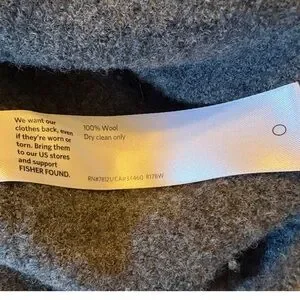 We want our
clothes back, even
if they're worn or
torn. Bring them
to our US stores
and support
FISHER FOUND.
100% Wool
Dry clean only